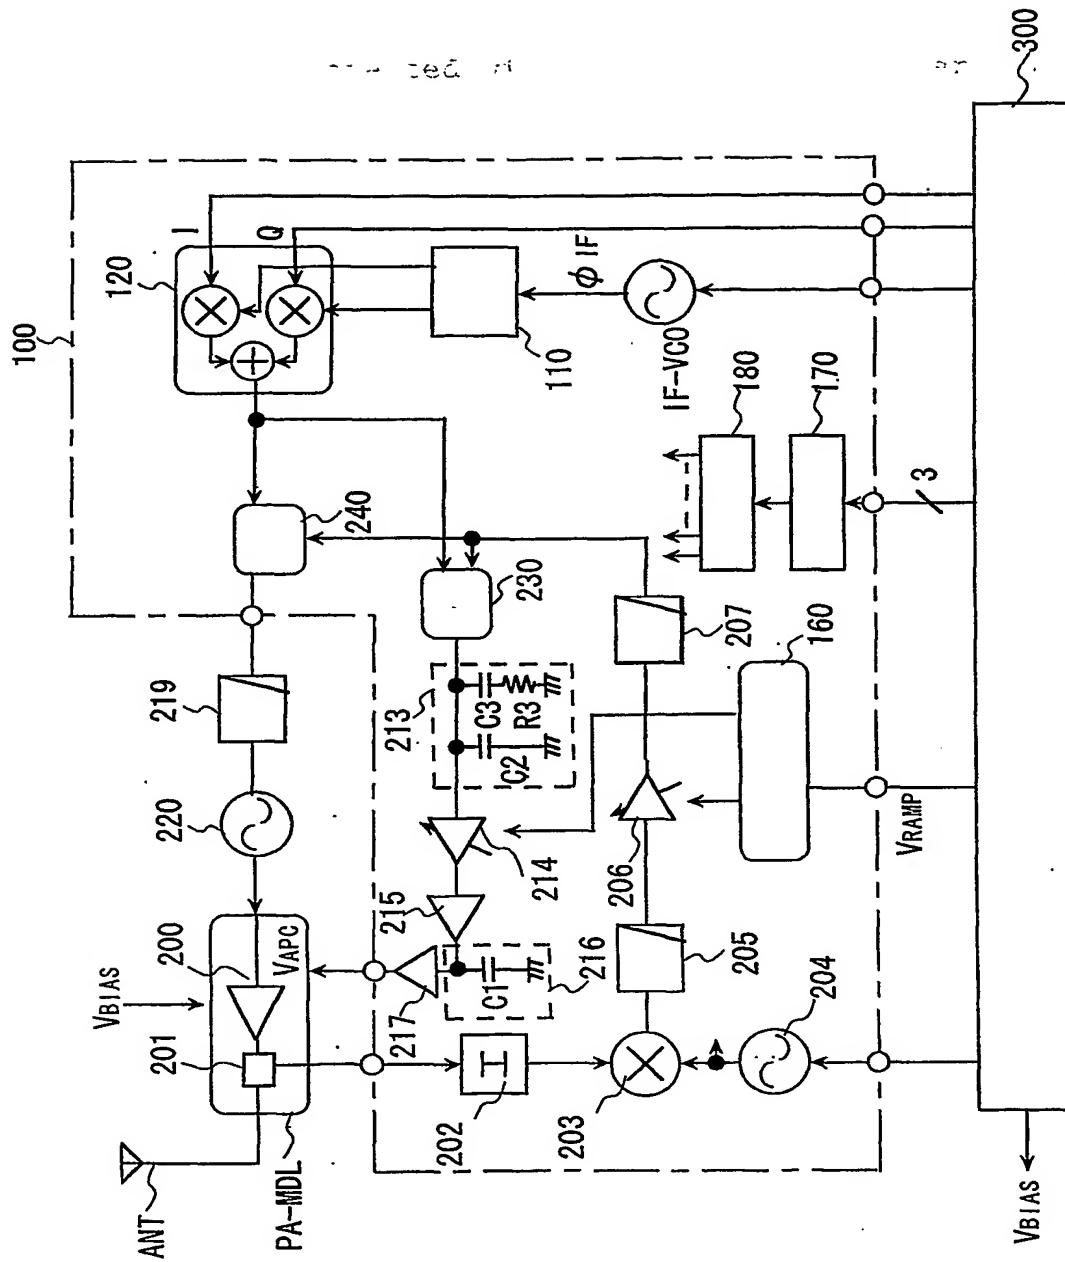 300
100
120
I
Q
ϕIF
110
IF-VCO
180
170
3
240
230
207
160
219
213
C3
R3
C2
220
214
206
VRAMP
215
200
VAPC
VBIAS
201
217
C1
216
205
204
202
I
203
ANT
PA-MDL
VBIAS